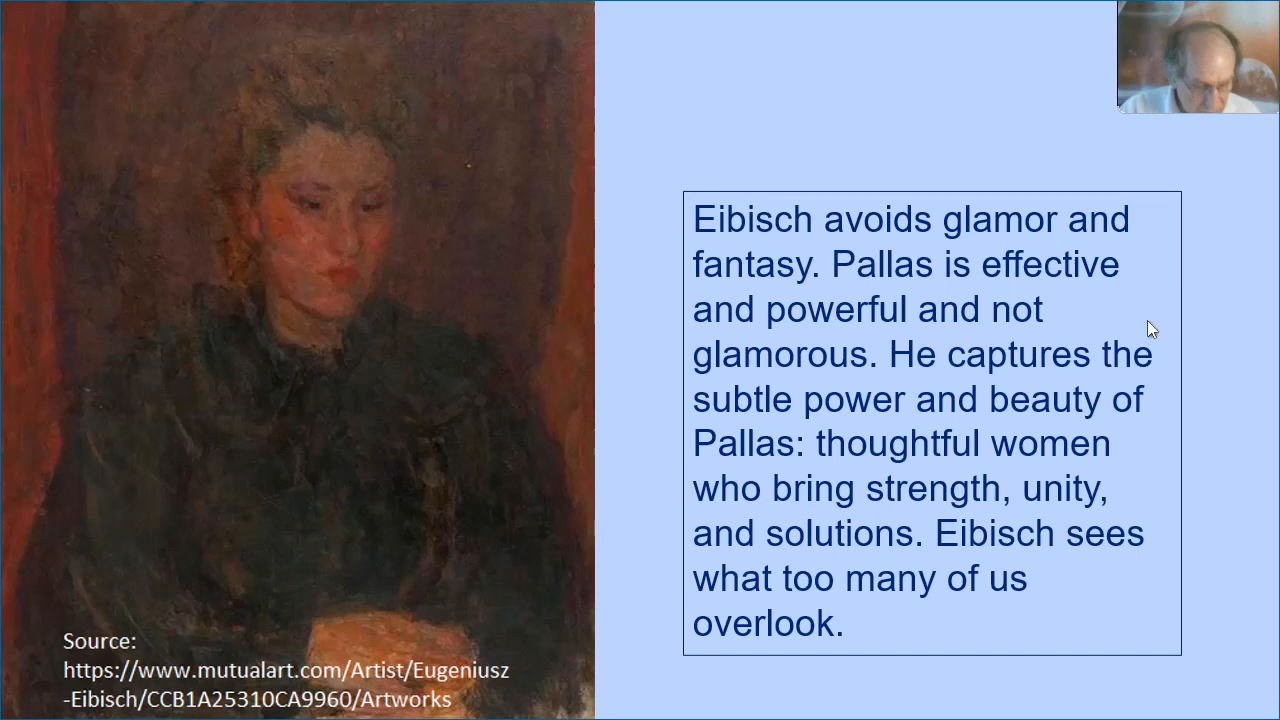 Eibisch avoids glamor and
fantasy. Pallas is effective
and powerful and not
glamorous. He captures the
subtle power and beauty of
Pallas: thoughtful women
who bring strength, unity,
and solutions. Eibisch sees
what too many of us
overlook.
Source:
https://www.mutualart.com/Artist/Eugeniusz
-Eibisch/CCB1A25310CA9960/Artworks